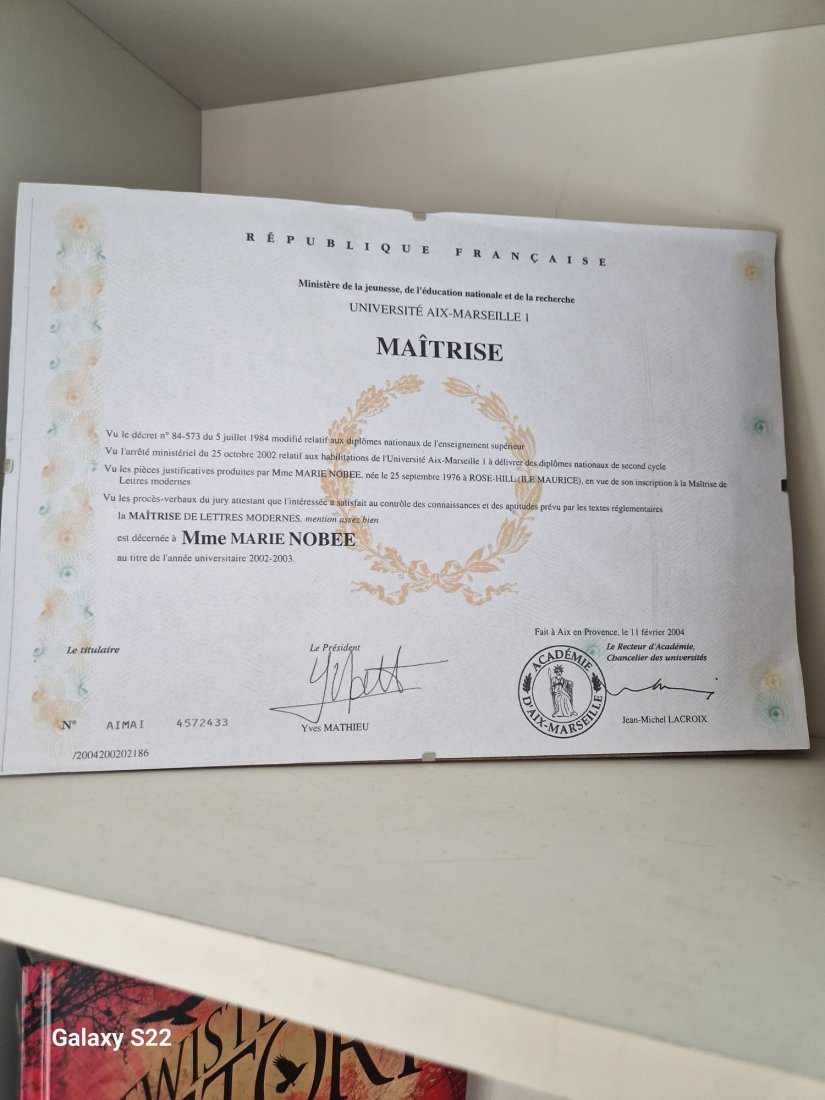 RÉPUBLIQUE FRANÇAISE
Ministère de la jeunesse, de l'éducation nationale et de la recherche
UNIVERSITÉ AIX-MARSEILLE 1
MAÎTRISE
Vu le décret n° 84-573 du 5 juillet 1984 modifié relatif aux diplômes nationaux de l'enseignement supérieur
Vu l'arrêté ministériel du 25 octobre 2002 relatif aux habilitations de l'Université Aix-Marseille 1 à délivrer des diplômes nationaux de second cycle
Vu les pièces justificatives produites par Mme MARIE NOBEE, née le 25 septembre 1976 à ROSE-HILL (ILE MAURICE), en vue de son inscription à la Maîtrise de
Lettres modernes
Vu les procès-verbaux du jury attestant que l'intéressée a satisfait au contrôle des connaissances et des aptitudes prévu par les textes réglementaires
la MAÎTRISE DE LETTRES MODERNES, mention assez bien
est décernée à Mme MARIE NOBEE
au titre de l'année universitaire 2002-2003.
Fait à Aix en Provence, le 11 février 2004
Le titulaire
Le Président
Le Recteur d'Académie,
Chancelier des universités
ACADÉMIE
D'AIX-MARSEILLE
Yves MATHIEU
Jean-Michel LACROIX
N° AIMAI 4572433
/2004200202186
Galaxy S22